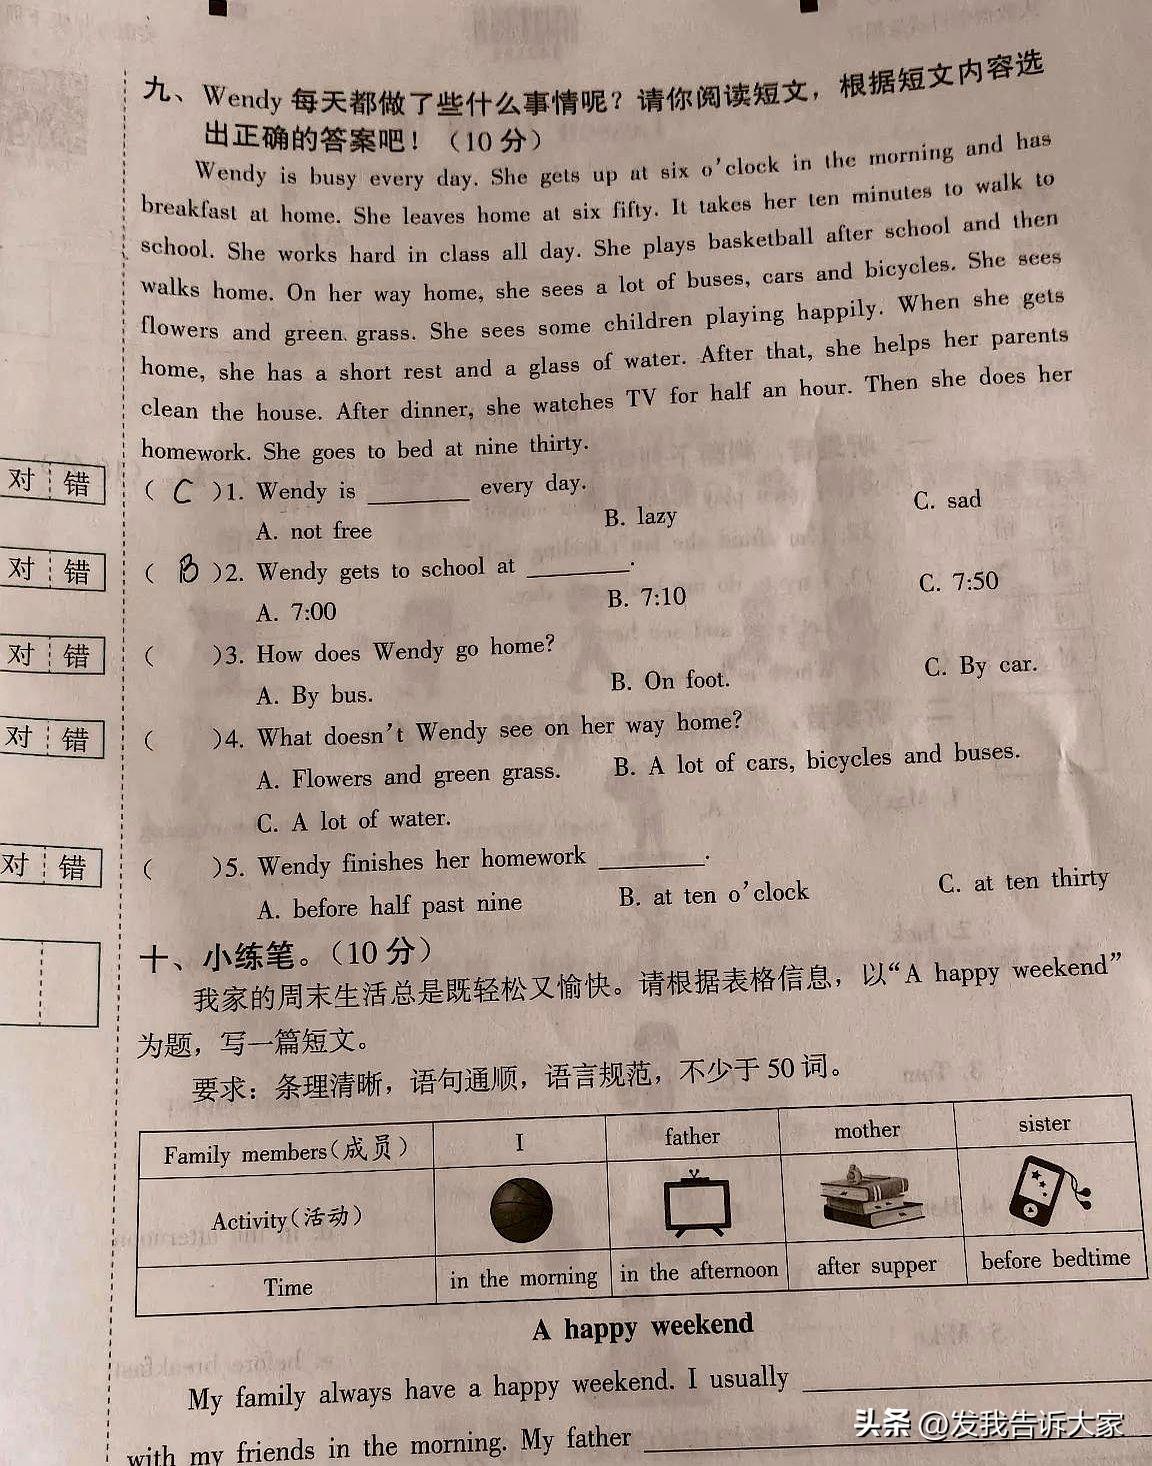 九、Wendy 每天都做了些什么事情呢？请你阅读短文，根据短文内容选
出正确的答案吧！（10 分）
Wendy is busy every day. She gets up at six o'clock in the morning and has
breakfast at home. She leaves home at six fifty. It takes her ten minutes to walk to
school. She works hard in class all day. She plays basketball after school and then
walks home. On her way home, she sees a lot of buses, cars and bicycles. She sees
flowers and green grass. She sees some children playing happily. When she gets
home, she has a short rest and a glass of water. After that, she helps her parents
clean the house. After dinner, she watches TV for half an hour. Then she does her
homework. She goes to bed at nine thirty.
对 错
( C )1. Wendy is ________ every day.
A. not free B. lazy C. sad
对 错
( B )2. Wendy gets to school at ________.
A. 7:00 B. 7:10 C. 7:50
对 错
( )3. How does Wendy go home?
A. By bus. B. On foot. C. By car.
对 错
( )4. What doesn't Wendy see on her way home?
A. Flowers and green grass. B. A lot of cars, bicycles and buses.
C. A lot of water.
对 错
( )5. Wendy finishes her homework ________.
A. before half past nine B. at ten o'clock C. at ten thirty
十、小练笔。（10 分）
我家的周末生活总是既轻松又愉快。请根据表格信息，以“A happy weekend”
为题，写一篇短文。
要求：条理清晰，语句通顺，语言规范，不少于 50 词。
Family members（成员） I father mother sister
Activity（活动）
Time in the morning in the afternoon after supper before bedtime
A happy weekend
My family always have a happy weekend. I usually ________
with my friends in the morning. My father ________
头条 @发我告诉大家